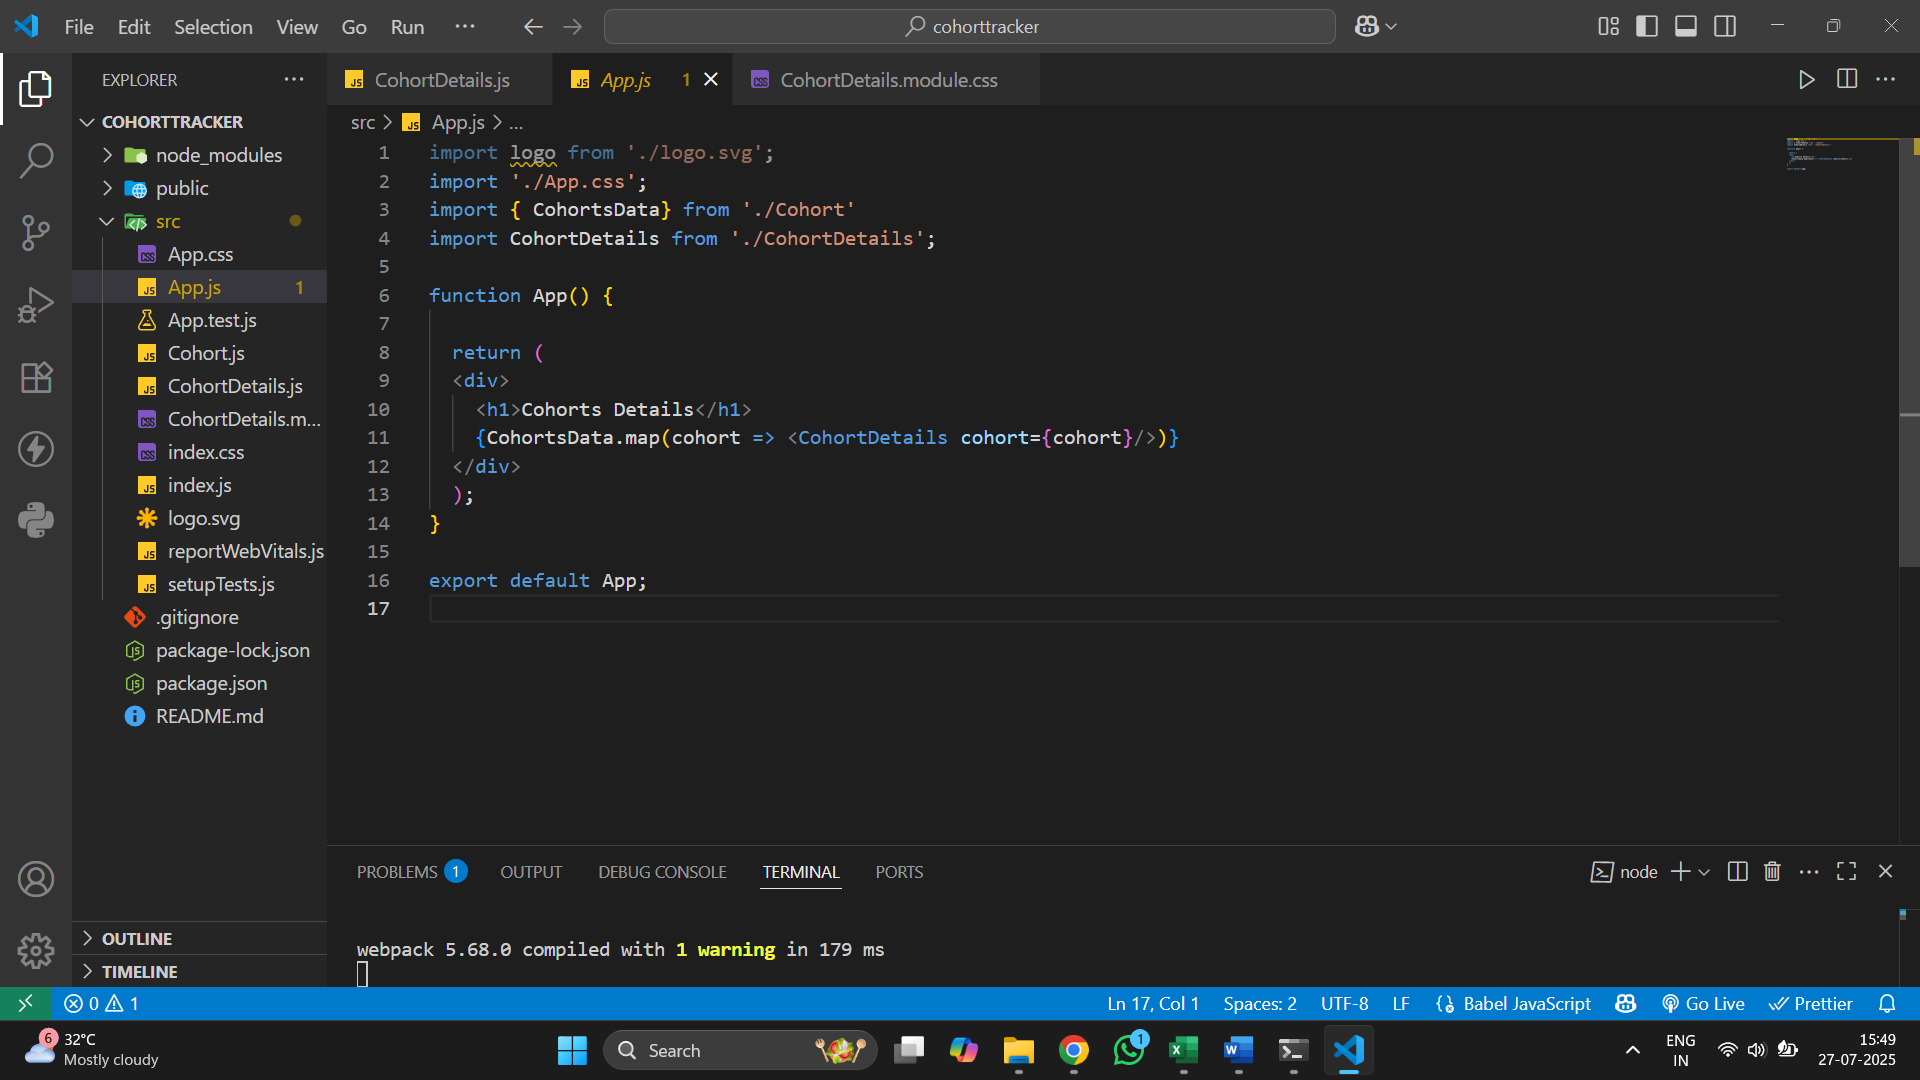 File Edit Selection View Go Run ··· cohorttracker
EXPLORER ···
COHORTTRACKER
node_modules
public
src
App.css
App.js 1
App.test.js
Cohort.js
CohortDetails.js
CohortDetails.m...
index.css
index.js
logo.svg
reportWebVitals.js
setupTests.js
.gitignore
package-lock.json
package.json
README.md
OUTLINE
TIMELINE
CohortDetails.js App.js 1 CohortDetails.module.css
src > App.js > ...
1 import logo from './logo.svg';
2 import './App.css';
3 import { CohortsData} from './Cohort'
4 import CohortDetails from './CohortDetails';
5
6 function App() {
7
8 return (
9 <div>
10 <h1>Cohorts Details</h1>
11 {CohortsData.map(cohort => <CohortDetails cohort={cohort}/>)}
12 </div>
13 );
14 }
15
16 export default App;
17
PROBLEMS 1 OUTPUT DEBUG CONSOLE TERMINAL PORTS node
webpack 5.68.0 compiled with 1 warning in 179 ms
0 1 Ln 17, Col 1 Spaces: 2 UTF-8 LF Babel JavaScript Go Live Prettier
6 32°C
Mostly cloudy
Search
1
ENG
IN
15:49
27-07-2025